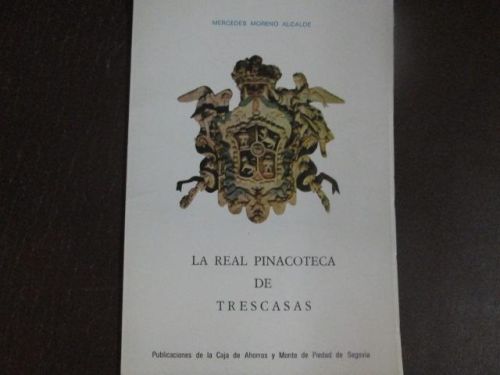 MERCEDES MORENO ALCALDE
LA REAL PINACOTECA
DE
TRESCASAS
Publicaciones de la Caja de Ahorros y Monte de Piedad de Segovia